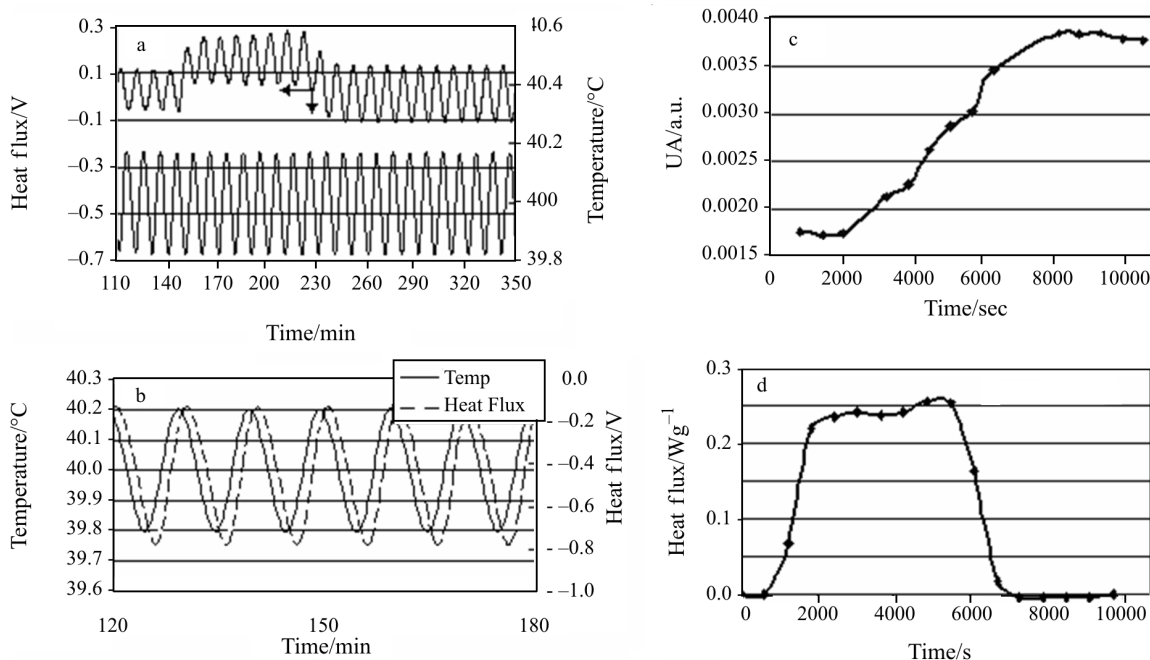 a
Heat flux/V
0.3
0.1
–0.1
–0.3
–0.5
–0.7
40.6
40.4
40.2
400
39.8
Temperature/°C
110 140 170 200 230 260 290 320 350
Time/min
c
UA/a.u.
0.0040
0.0035
0.0030
0.0025
0.0020
0.0015
0 2000 4000 6000 8000 10000
Time/sec
b
Temp
Heat Flux
Temperature/°C
40.3
40.2
40.1
40.0
39.9
39.8
39.7
39.6
0.0
–0.2
–0.4
–0.6
–0.8
–1.0
Heat flux/V
120 150 180
Time/min
d
Heat flux/Wg⁻¹
0.3
0.2
0.1
0.0
0 2000 4000 6000 8000 10000
Time/s